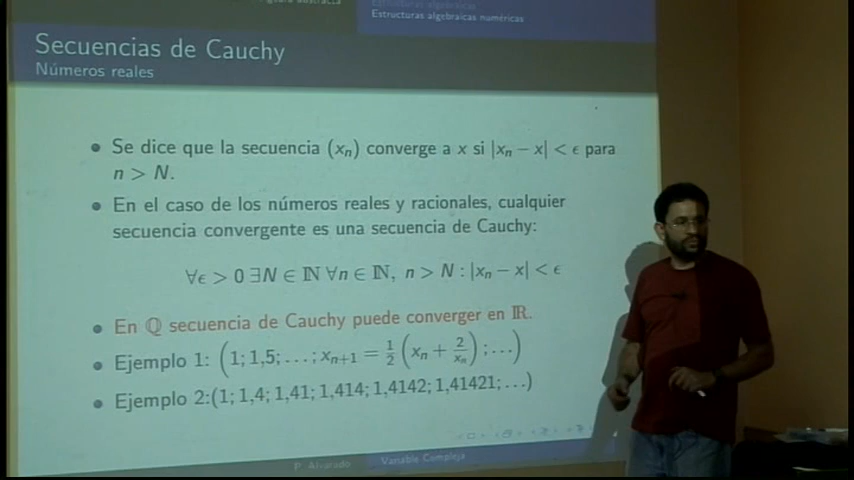 Estructuras algebraicas
Estructuras algebraicas numéricas
Secuencias de Cauchy
Números reales
• Se dice que la secuencia (xₙ) converge a x si |xₙ − x| < ϵ para
n > N.
• En el caso de los números reales y racionales, cualquier
secuencia convergente es una secuencia de Cauchy:
∀ϵ > 0 ∃N ∈ ℕ ∀n ∈ ℕ, n > N : |xₙ − x| < ϵ
• En ℚ secuencia de Cauchy puede converger en ℝ.
• Ejemplo 1: (1; 1,5; . . . ; xₙ₊₁ = 1/2 (xₙ + 2/xₙ) ; . . .)
• Ejemplo 2:(1; 1,4; 1,41; 1,414; 1,4142; 1,41421; . . .)
P. Alvarado Variable Compleja